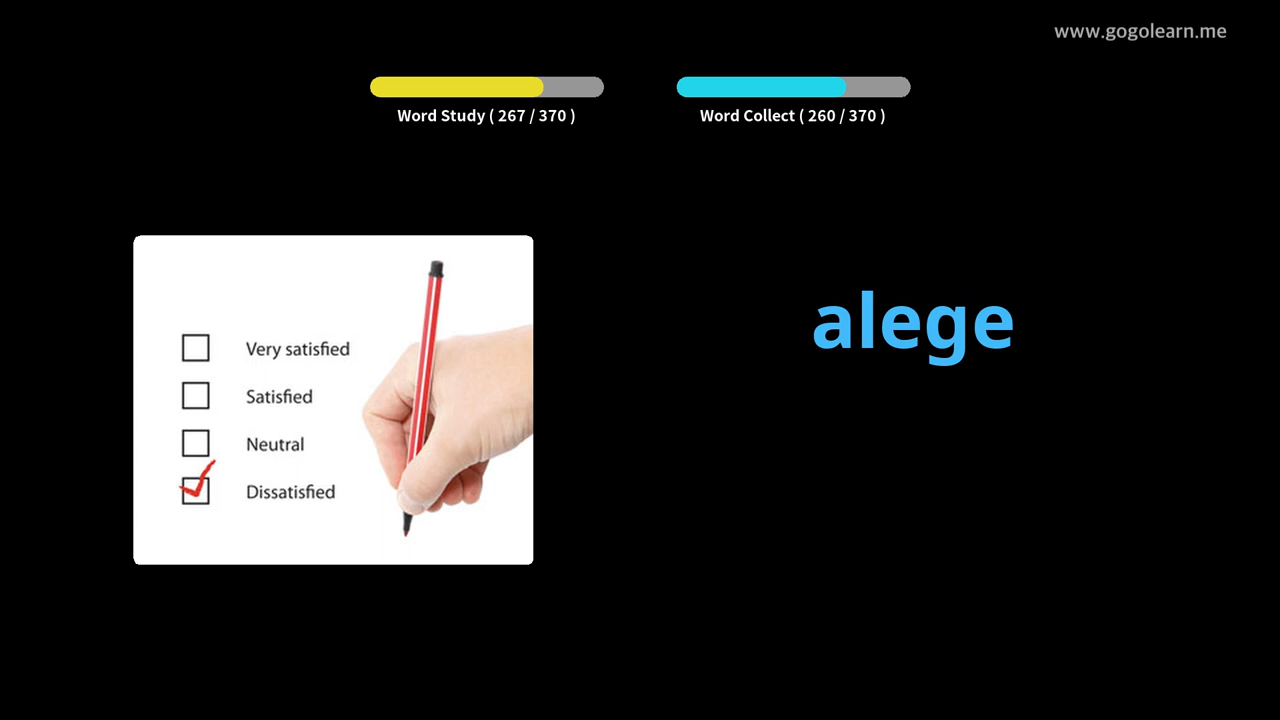 www.gogolearn.me
Word Study ( 267 / 370 )
Word Collect ( 260 / 370 )
alege
Very satisfied
Satisfied
Neutral
Dissatisfied